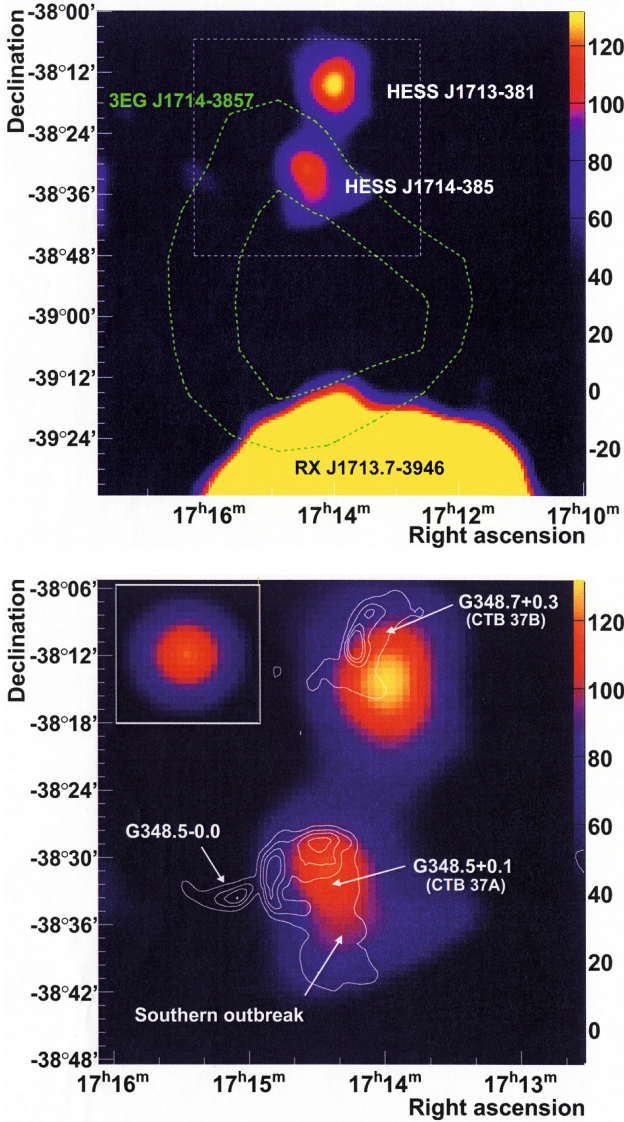 Declination
-38°00'
-38°12'
-38°24'
-38°36'
-38°48'
-39°00'
-39°12'
-39°24'
3EG J1714-3857
HESS J1713-381
HESS J1714-385
RX J1713.7-3946
120
100
80
60
40
20
0
-20
17h16m 17h14m 17h12m 17h10m
Right ascension
Declination
-38°06'
-38°12'
-38°18'
-38°24'
-38°30'
-38°36'
-38°42'
-38°48'
G348.7+0.3
(CTB 37B)
G348.5-0.0
G348.5+0.1
(CTB 37A)
Southern outbreak
120
100
80
60
40
20
0
17h16m 17h15m 17h14m 17h13m
Right ascension